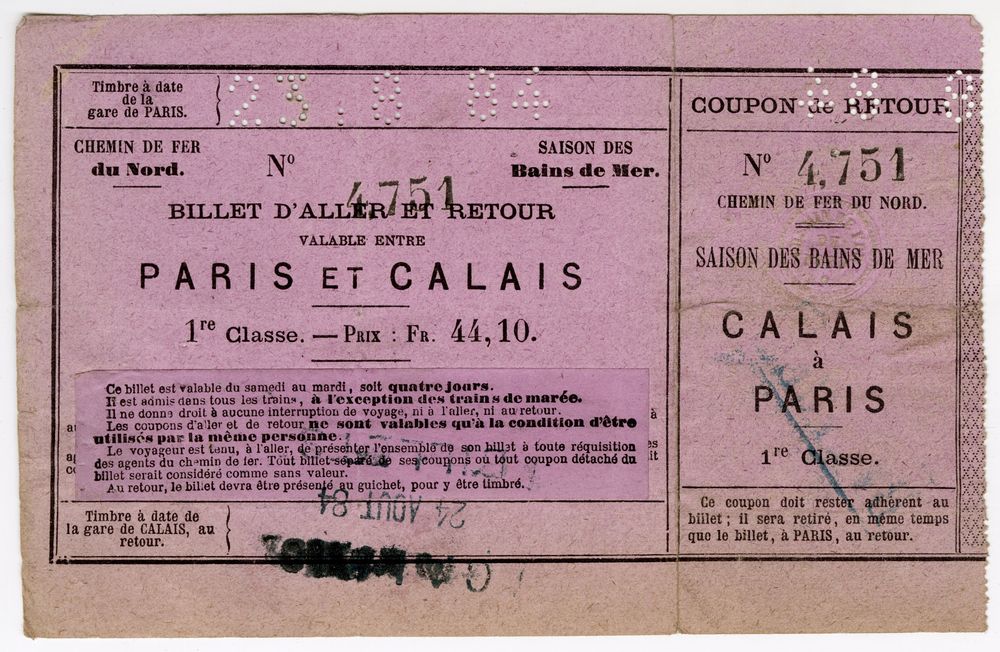 Timbre à date
de la
gare de PARIS.
23.8 84
CHEMIN DE FER
du Nord.
Nº
4,751
SAISON DES
Bains de Mer.
BILLET D'ALLER ET RETOUR
VALABLE ENTRE
PARIS ET CALAIS
1re Classe. — PRIX : FR. 44,10.
Ce billet est valable du samedi au mardi, soit quatre jours.
Il est admis dans tous les trains, à l'exception des trains de marée.
Il ne donne droit à aucune interruption de voyage, ni à l'aller, ni au retour.
Les coupons d'aller et de retour ne sont valables qu'à la condition d'être
utilisés par la même personne.
Le voyageur est tenu, à l'aller, de présenter l'ensemble de son billet à toute réquisition
des agents du chemin de fer. Tout billet séparé de ses coupons ou tout coupon détaché du
billet serait considéré comme sans valeur.
Au retour, le billet devra être présenté au guichet, pour y être timbré.
24 AOUT 84
Timbre à date de
la gare de CALAIS, au
retour.
COUPON de RETOUR.
Nº 4,751
CHEMIN DE FER DU NORD.
SAISON DES BAINS DE MER
CALAIS
à
PARIS
1re Classe.
Ce coupon doit rester adhérent au
billet ; il sera retiré, en même temps
que le billet, à PARIS, au retour.